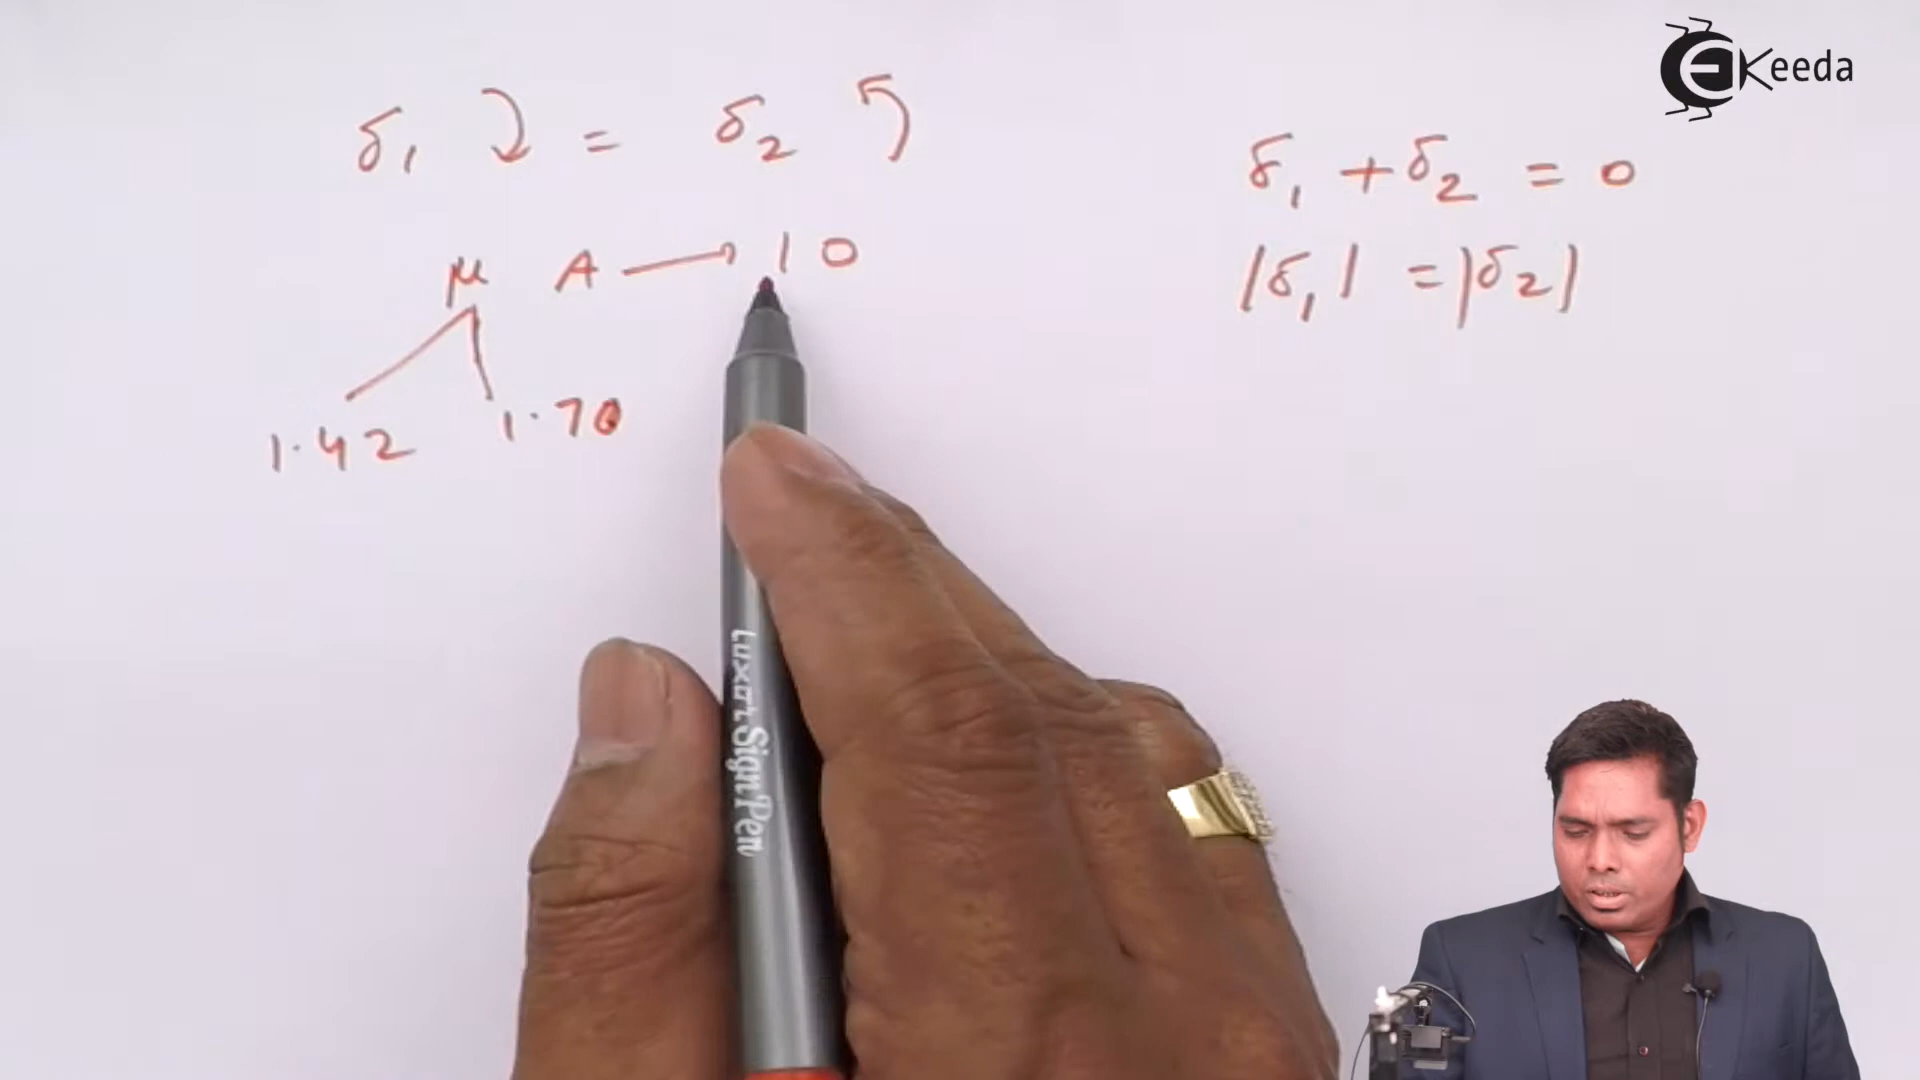 EKeeda
δ₁ ⤵ = δ₂ ⤴
δ₁ + δ₂ = 0
μ A → 10
|δ₁| = |δ₂|
1.42 1.70
Luxor SignPen